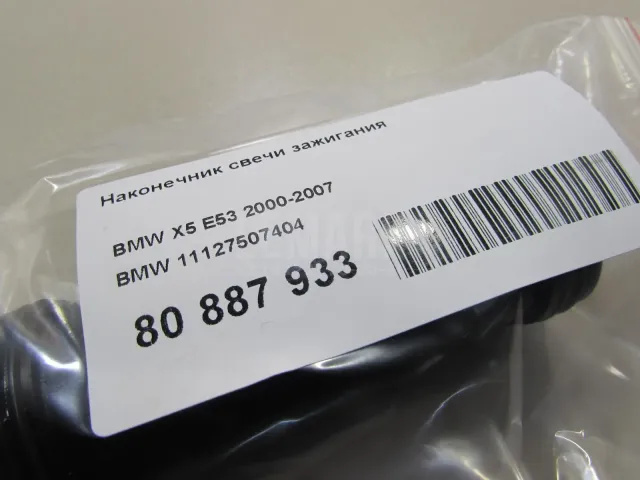 Наконечник свечи зажигания
BMW X5 E53 2000-2007
BMW 11127507404
80 887 933